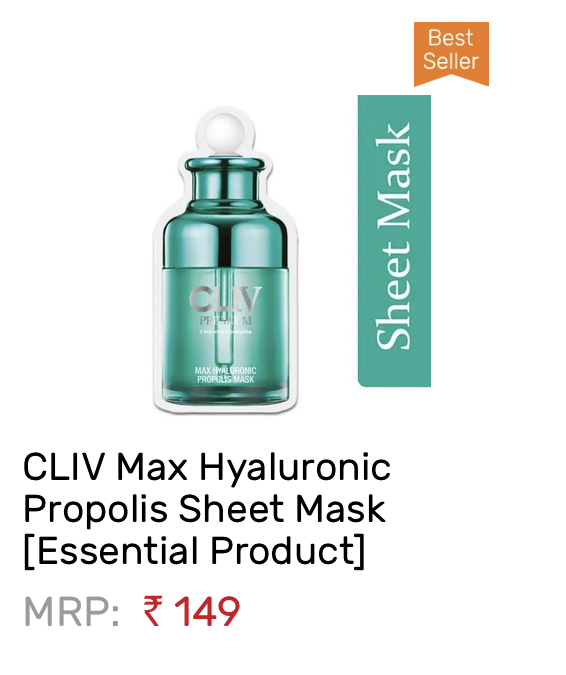 Best
Seller
Sheet Mask
CLIV
PREMIUM
MAX HYALURONIC
PROPOLIS MASK
CLIV Max Hyaluronic
Propolis Sheet Mask
[Essential Product]
MRP: ₹ 149